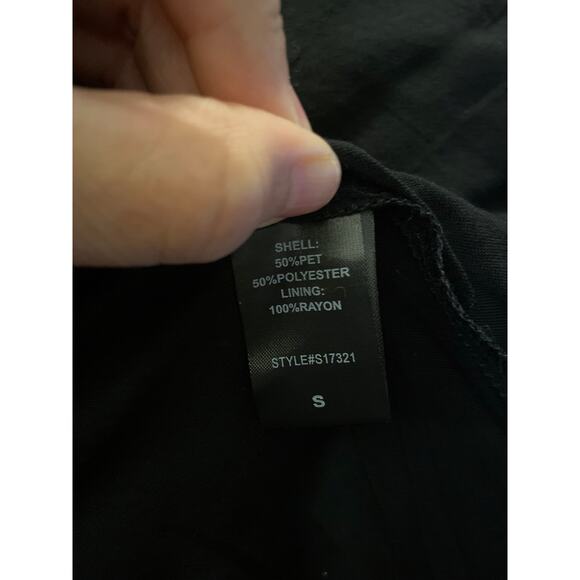 SHELL:
50%PET
50%POLYESTER
LINING:
100%RAYON
STYLE#S17321
S